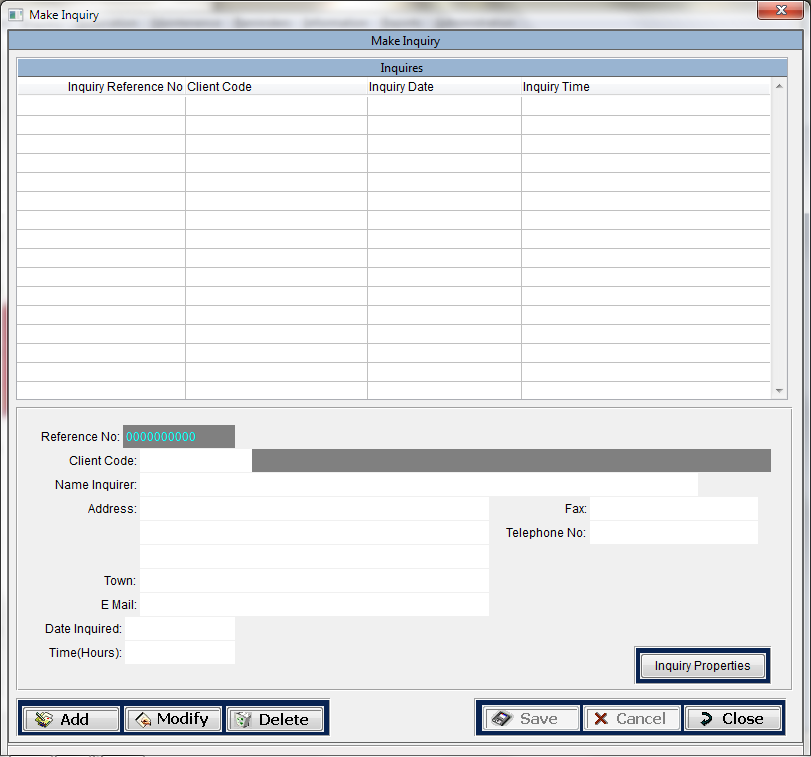 Make Inquiry
Make Inquiry
Inquires
Inquiry Reference No Client Code Inquiry Date Inquiry Time
Reference No: 0000000000
Client Code:
Name Inquirer:
Address: Fax:
Telephone No:
Town:
E Mail:
Date Inquired:
Time(Hours):
Inquiry Properties
Add Modify Delete Save Cancel Close